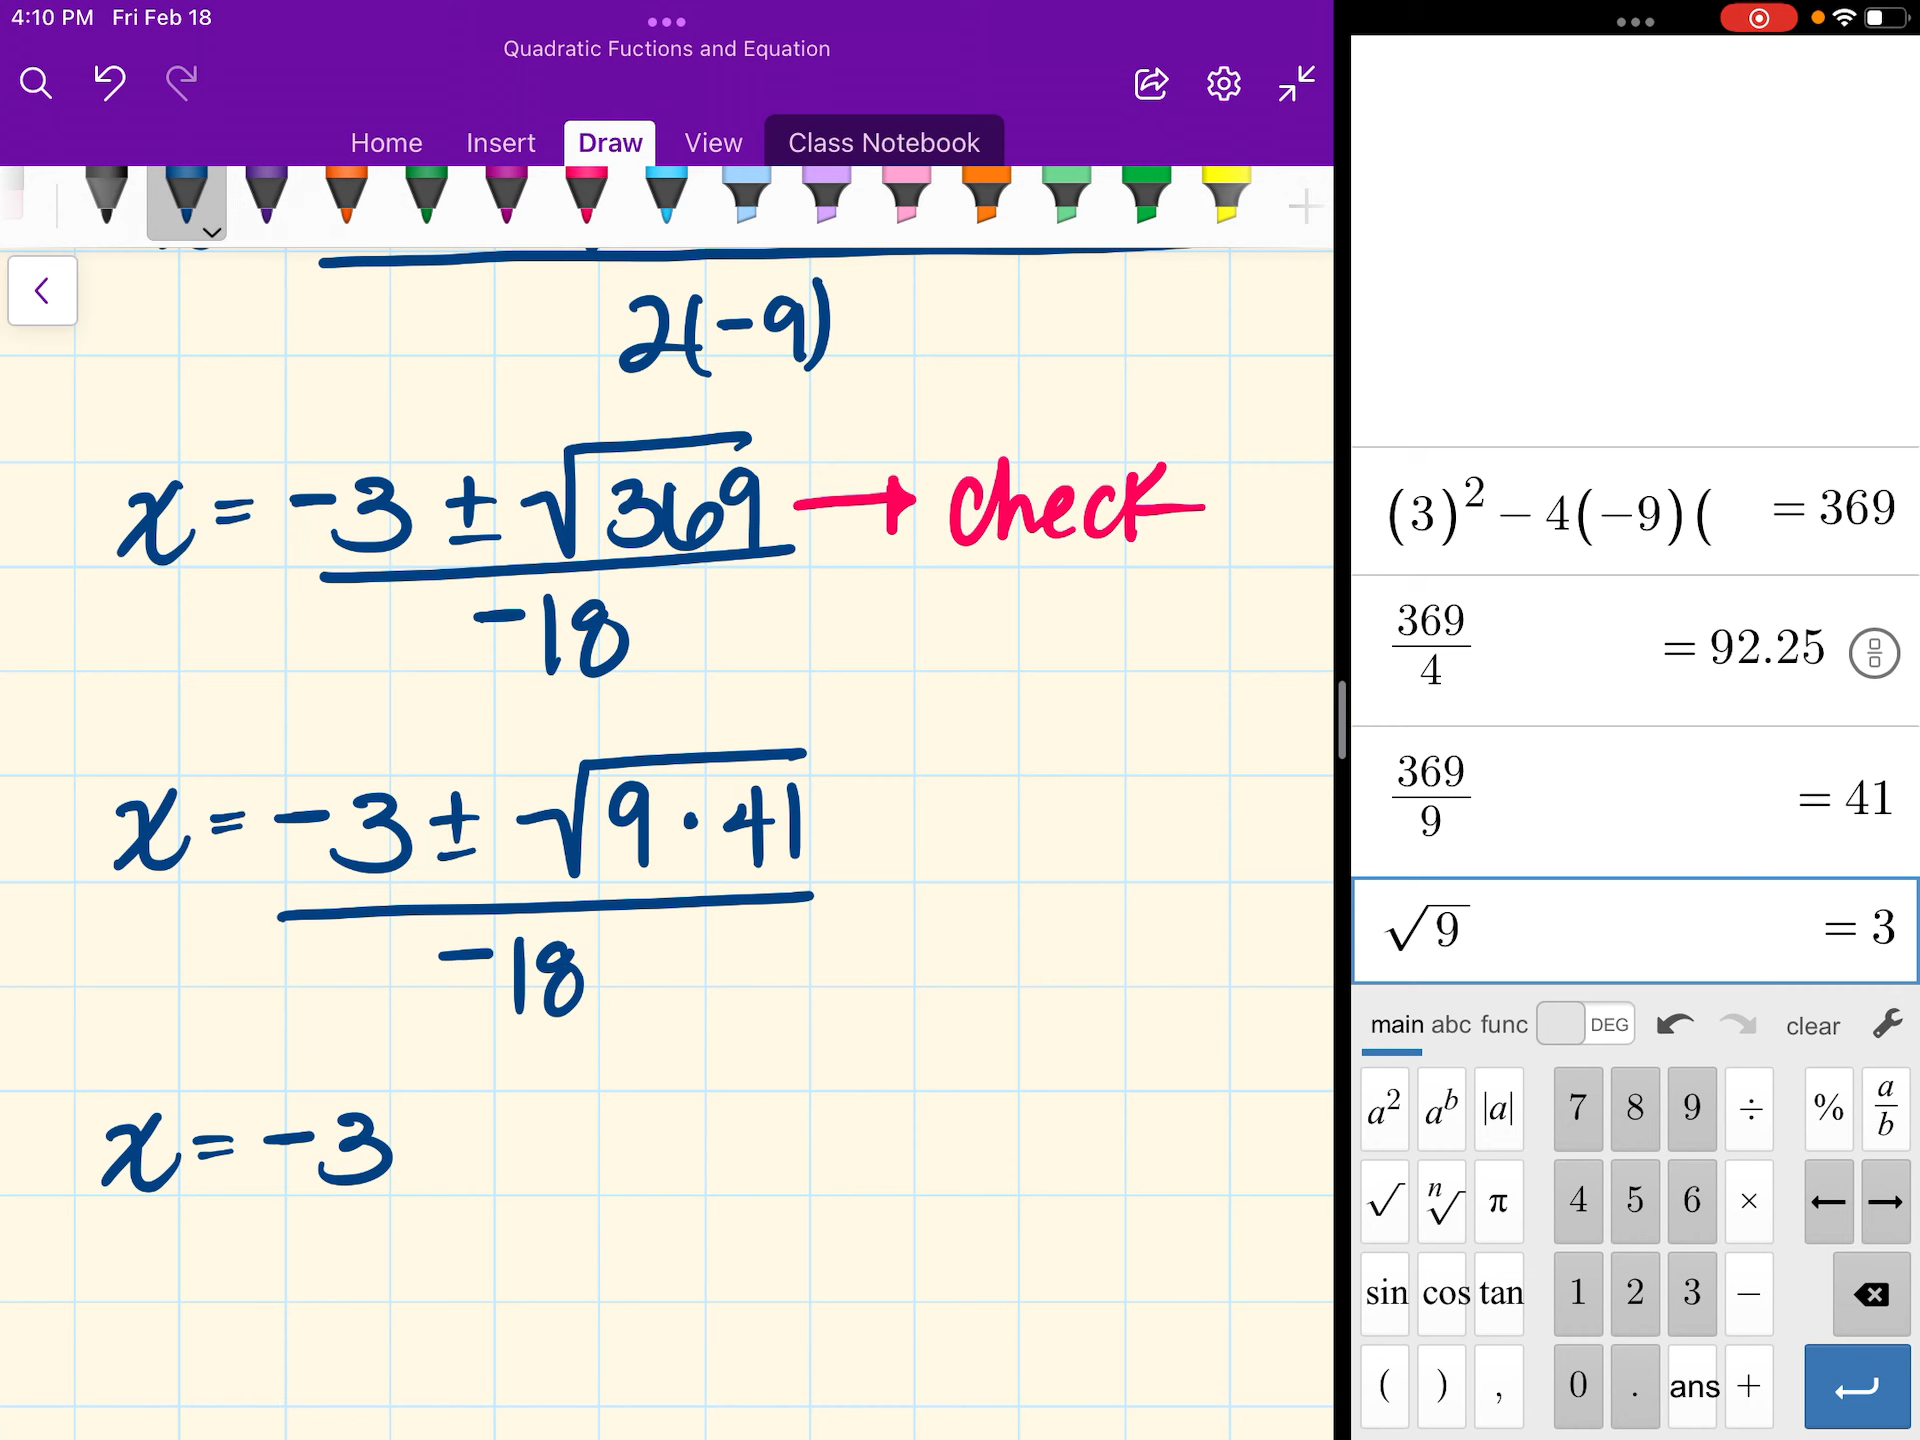 4:10 PM Fri Feb 18
Quadratic Fuctions and Equation
Home Insert Draw View Class Notebook
2(-9)
x = -3 ± √369 → check
-18
x = -3 ± √9 · 41
-18
x = -3
(3)² − 4(−9)( = 369
369/4 = 92.25
369/9 = 41
√9 = 3
main abc func DEG clear
a² aᵇ |a| 7 8 9 ÷ % a/b
√ ⁿ√ π 4 5 6 × ← →
sin cos tan 1 2 3 −
( ) , 0 . ans +